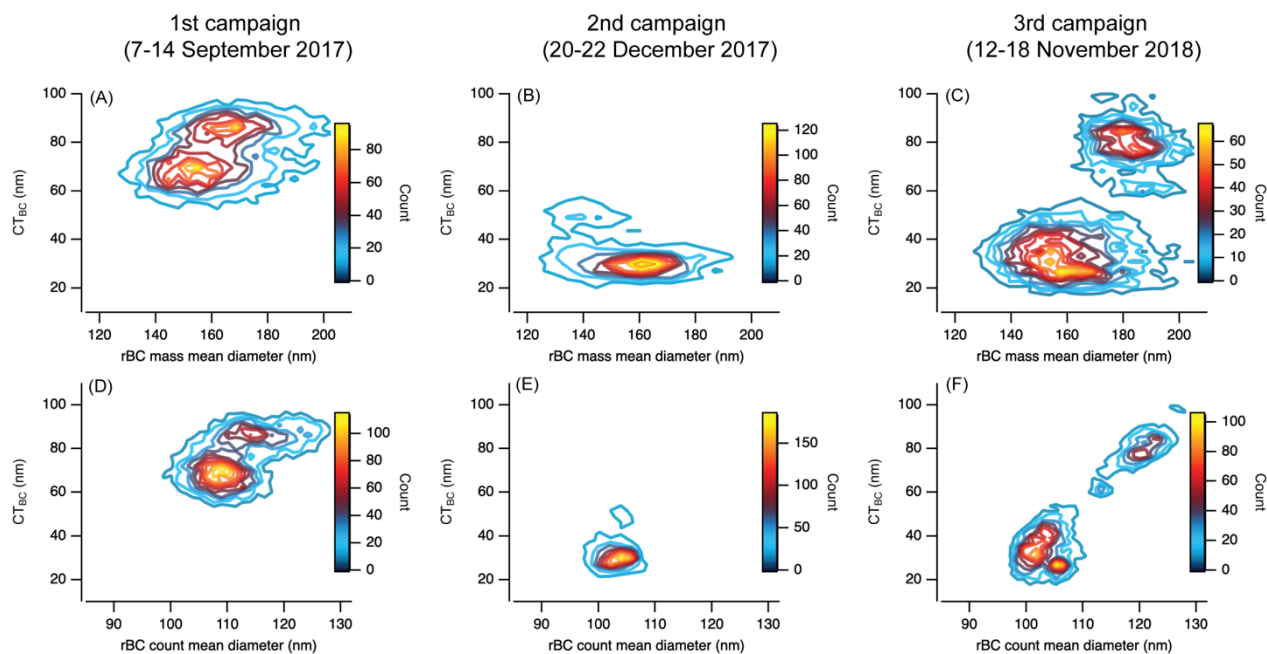 1st campaign
(7-14 September 2017)
2nd campaign
(20-22 December 2017)
3rd campaign
(12-18 November 2018)
(A)
100
80
60
40
20
CT_BC (nm)
120 140 160 180 200
rBC mass mean diameter (nm)
80
60
40
20
0
Count
(B)
100
80
60
40
20
CT_BC (nm)
120 140 160 180 200
rBC mass mean diameter (nm)
120
100
80
60
40
20
0
Count
(C)
100
80
60
40
20
CT_BC (nm)
120 140 160 180 200
rBC mass mean diameter (nm)
60
50
40
30
20
10
0
Count
(D)
100
80
60
40
20
CT_BC (nm)
90 100 110 120 130
rBC count mean diameter (nm)
100
80
60
40
20
0
Count
(E)
100
80
60
40
20
CT_BC (nm)
90 100 110 120 130
rBC count mean diameter (nm)
150
100
50
0
Count
(F)
100
80
60
40
20
CT_BC (nm)
90 100 110 120 130
rBC count mean diameter (nm)
100
80
60
40
20
0
Count